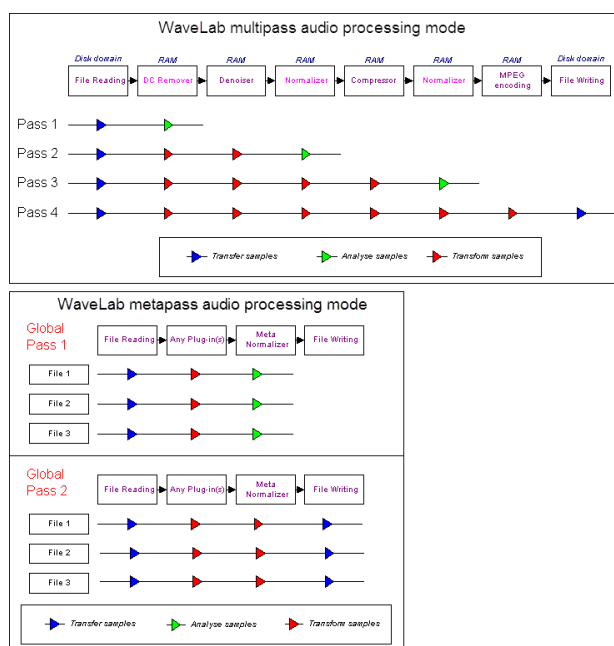 WaveLab multipass audio processing mode
Disk domain RAM RAM RAM RAM RAM RAM Disk domain
File Reading DC Remover Denoiser Normalizer Compressor Normalizer MPEG encoding File Writing
Pass 1
Pass 2
Pass 3
Pass 4
Transfer samples Analyse samples Transform samples
WaveLab metapass audio processing mode
Global
Pass 1
File Reading Any Plug-in(s) Meta Normalizer File Writing
File 1
File 2
File 3
Global
Pass 2
File Reading Any Plug-in(s) Meta Normalizer File Writing
File 1
File 2
File 3
Transfer samples Analyse samples Transform samples